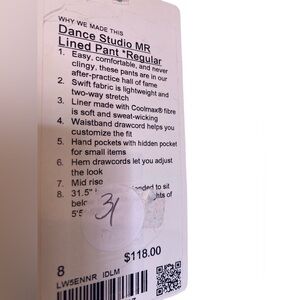 WHY WE MADE THIS
Dance Studio MR
Lined Pant *Regular
1. Easy, comfortable, and never
clingy, these pants are in our
after-practice hall of fame
2. Swift fabric is lightweight and
two-way stretch
3. Liner made with Coolmax® fibre
is soft and sweat-wicking
4. Waistband drawcord helps you
customize the fit
5. Hand pockets with hidden pocket
for small items
6. Hem drawcords let you adjust
the look
7. Mid rise
8. 31.5" to sit
of
5'5
31
$118.00
8
LW5ENNR IDLM